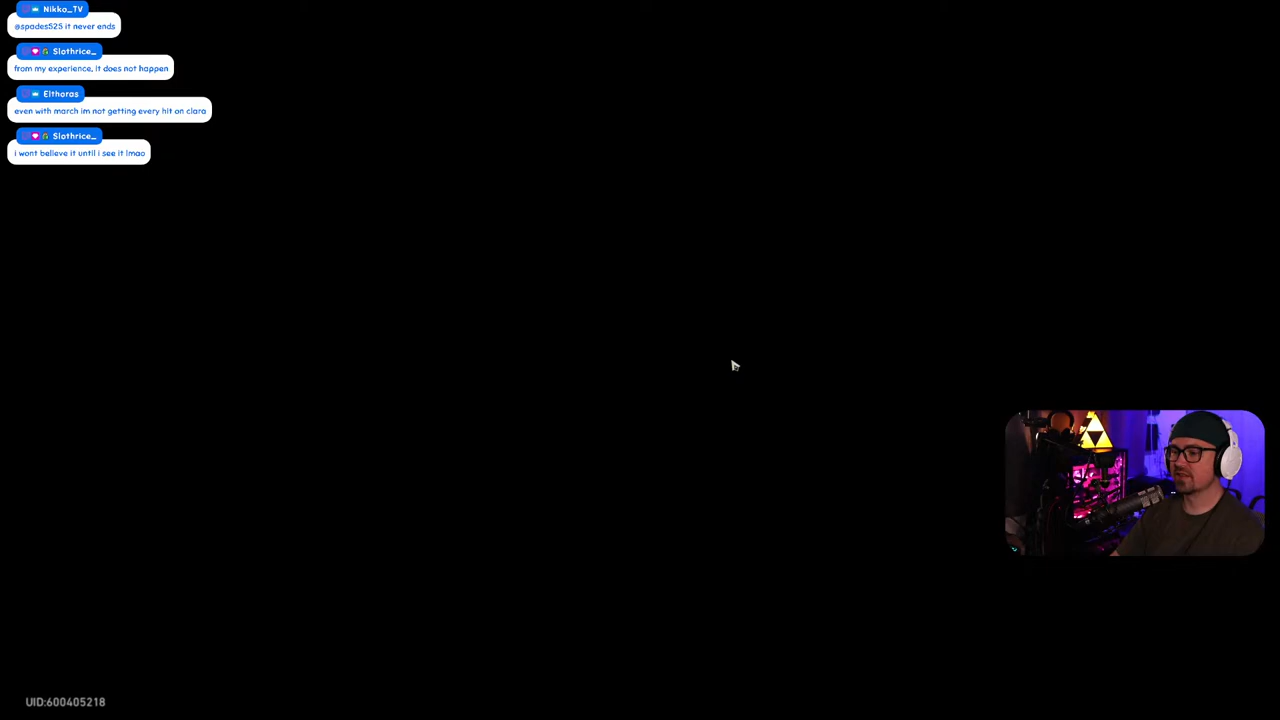 Nikko_TV
@spades525 it never ends
Slothrice_
from my experience, it does not happen
Elthoras
even with march im not getting every hit on clara
Slothrice_
i wont believe it until i see it lmao
UID:600405218